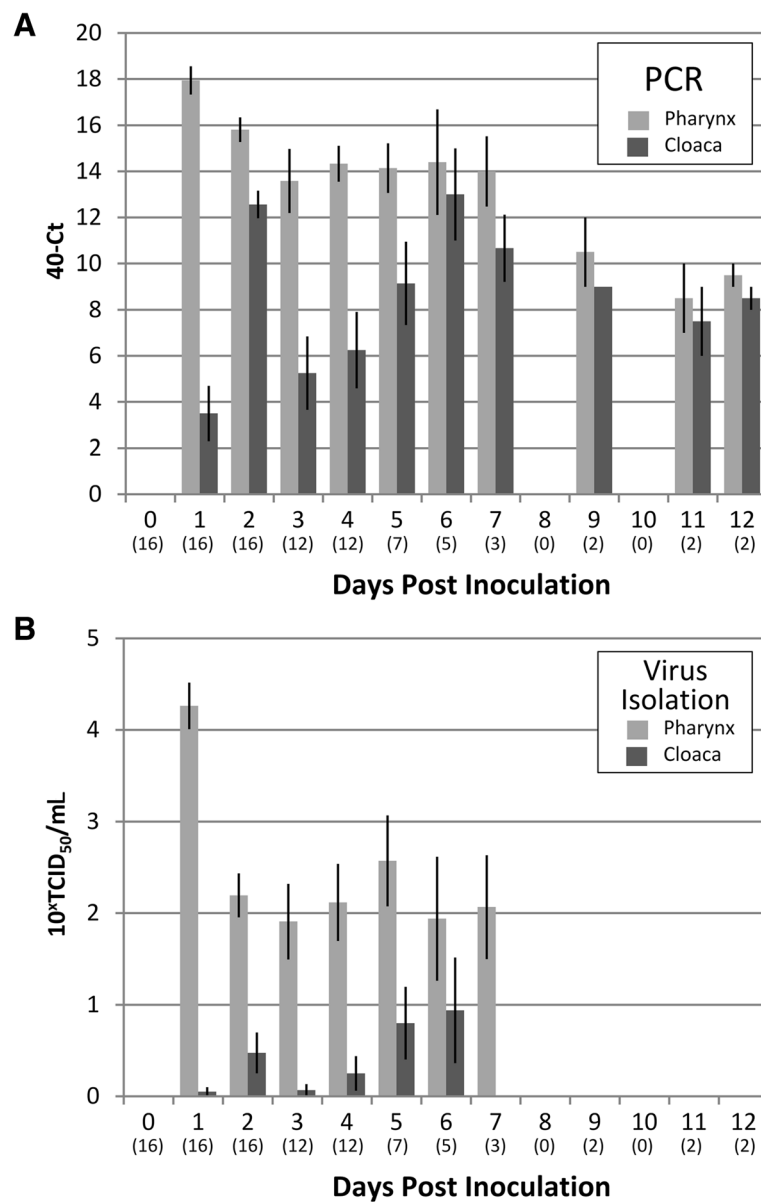 A
20
18
16
14
12
10
8
6
4
2
0
40-Ct
PCR
Pharynx
Cloaca
0 1 2 3 4 5 6 7 8 9 10 11 12
(16) (16) (16) (12) (12) (7) (5) (3) (0) (2) (0) (2) (2)
Days Post Inoculation
B
5
4
3
2
1
0
10ˣTCID₅₀/mL
Virus
Isolation
Pharynx
Cloaca
0 1 2 3 4 5 6 7 8 9 10 11 12
(16) (16) (16) (12) (12) (7) (5) (3) (0) (2) (0) (2) (2)
Days Post Inoculation